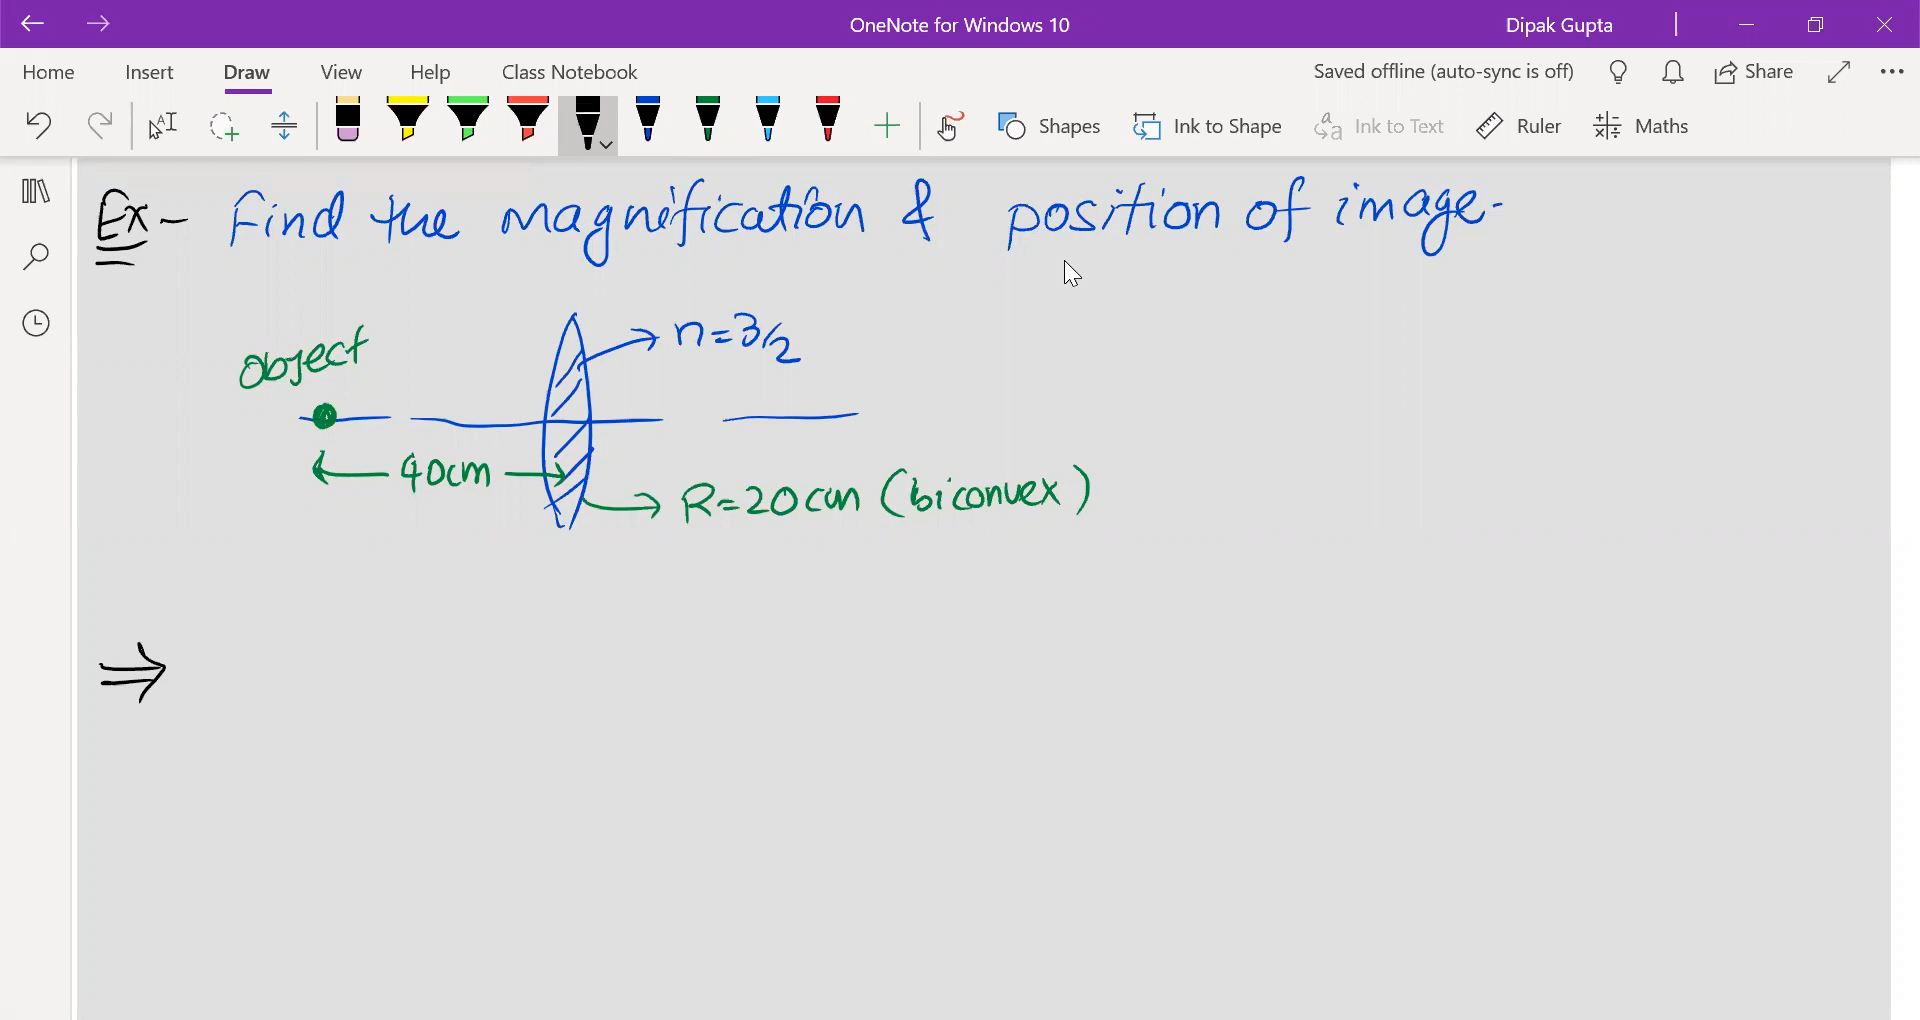 OneNote for Windows 10
Dipak Gupta
Home Insert Draw View Help Class Notebook
Saved offline (auto-sync is off) Share
Shapes Ink to Shape Ink to Text Ruler Maths
Ex- Find the magnification & position of image.
object
n=3/2
40cm
R=20cm (biconvex)
⇒